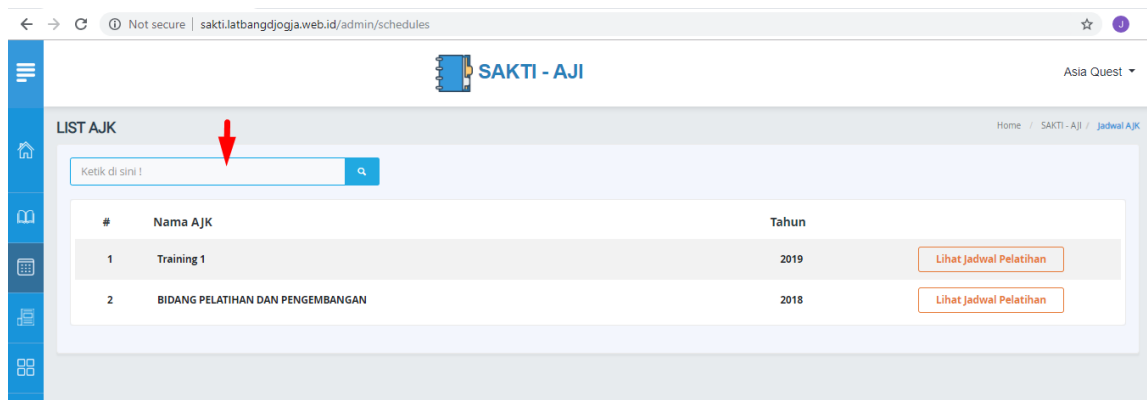 Not secure | sakti.latbangdjogja.web.id/admin/schedules
J
SAKTI - AJI
Asia Quest
LIST AJK
Home / SAKTI - AJI / Jadwal AJK
Ketik di sini !
# Nama AJK Tahun
1 Training 1 2019 Lihat Jadwal Pelatihan
2 BIDANG PELATIHAN DAN PENGEMBANGAN 2018 Lihat Jadwal Pelatihan